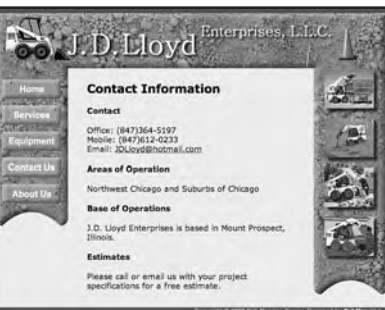 J.D.Lloyd Enterprises, L.L.C.
Home
Services
Equipment
Contact Us
About Us
Contact Information
Contact
Office: (847)364-5197
Mobile: (847)612-0233
Email: JDLloyd@hotmail.com
Areas of Operation
Northwest Chicago and Suburbs of Chicago
Base of Operations
J.D. Lloyd Enterprises is based in Mount Prospect,
Illinois.
Estimates
Please call or email us with your project
specifications for a free estimate.